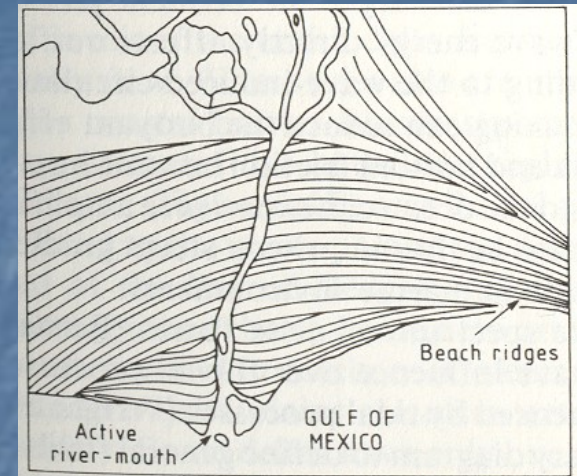 Beach ridges
Active
river-mouth
GULF OF
MEXICO